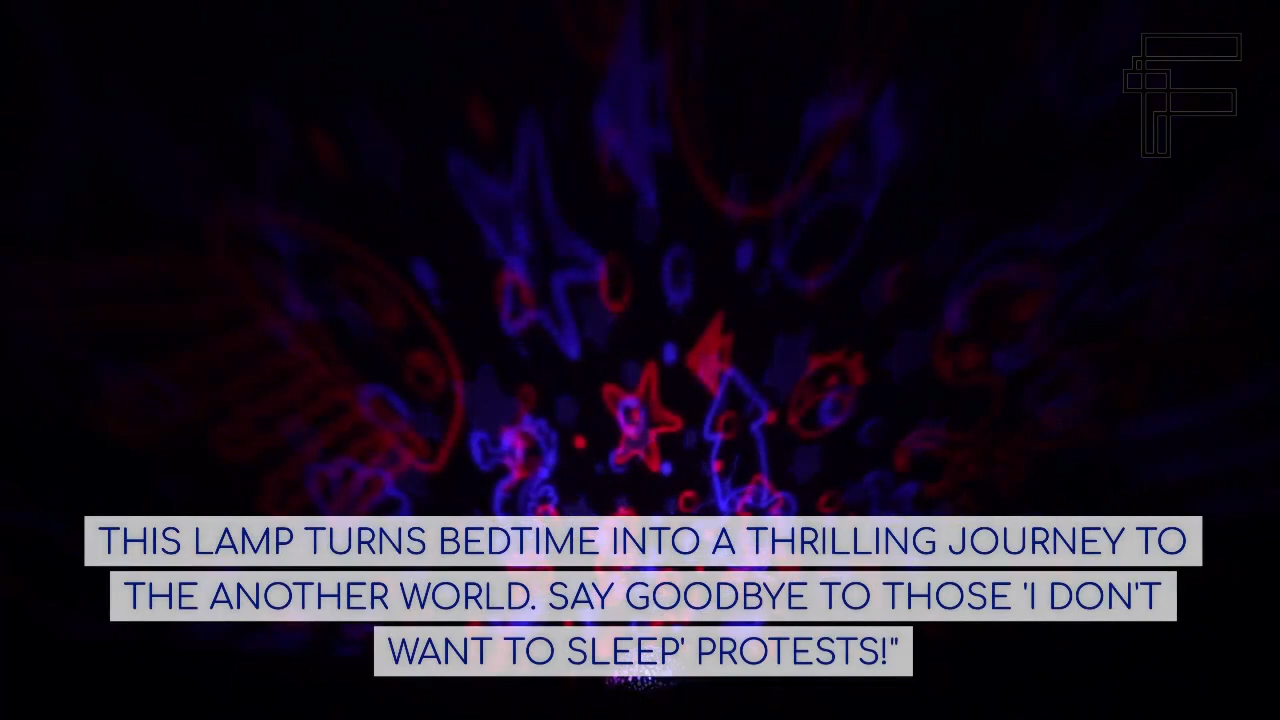 THIS LAMP TURNS BEDTIME INTO A THRILLING JOURNEY TO
THE ANOTHER WORLD. SAY GOODBYE TO THOSE 'I DON'T
WANT TO SLEEP' PROTESTS!"